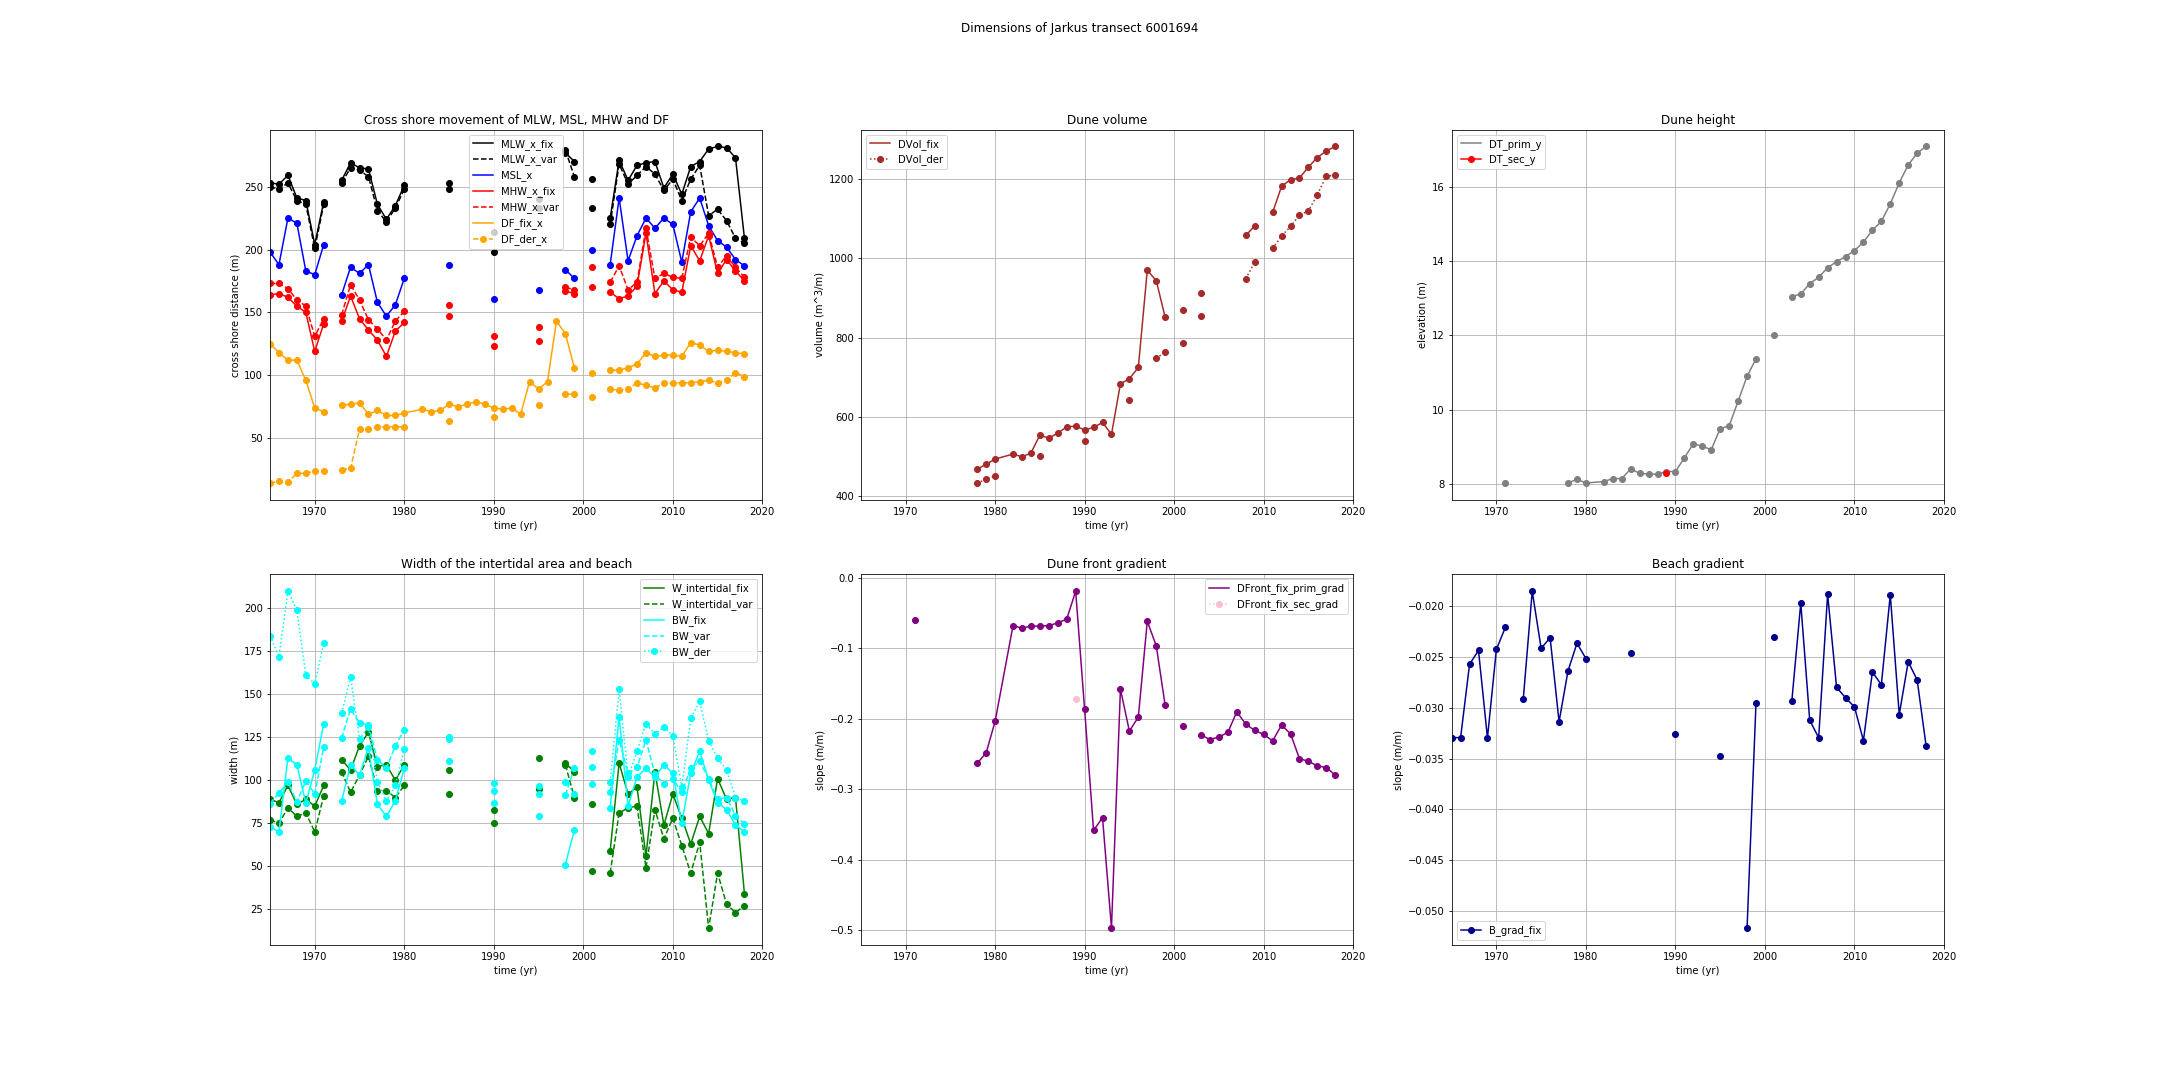 Dimensions of Jarkus transect 6001694
Cross shore movement of MLW, MSL, MHW and DF
cross shore distance (m)
250
200
150
100
50
MLW_x_fix
MLW_x_var
MSL_x
MHW_x_fix
MHW_x_var
DF_fix_x
DF_der_x
1970 1980 1990 2000 2010 2020
time (yr)
Dune volume
volume (m^3/m)
1200
1000
800
600
400
DVol_fix
DVol_der
1970 1980 1990 2000 2010 2020
time (yr)
Dune height
elevation (m)
16
14
12
10
8
DT_prim_y
DT_sec_y
1970 1980 1990 2000 2010 2020
time (yr)
Width of the intertidal area and beach
width (m)
200
175
150
125
100
75
50
25
W_intertidal_fix
W_intertidal_var
BW_fix
BW_var
BW_der
1970 1980 1990 2000 2010 2020
time (yr)
Dune front gradient
slope (m/m)
0.0
−0.1
−0.2
−0.3
−0.4
−0.5
DFront_fix_prim_grad
DFront_fix_sec_grad
1970 1980 1990 2000 2010 2020
time (yr)
Beach gradient
slope (m/m)
−0.020
−0.025
−0.030
−0.035
−0.040
−0.045
−0.050
B_grad_fix
1970 1980 1990 2000 2010 2020
time (yr)